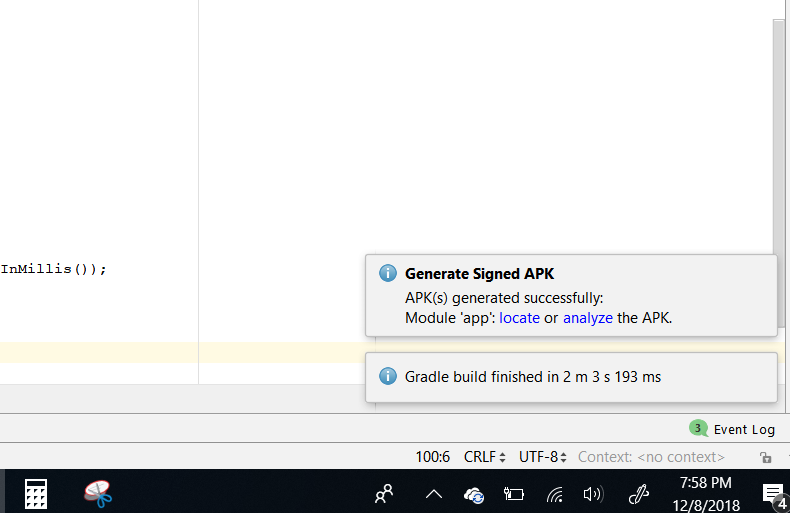 InMillis());
Generate Signed APK
APK(s) generated successfully:
Module 'app': locate or analyze the APK.
Gradle build finished in 2 m 3 s 193 ms
3 Event Log
100:6 CRLF UTF-8 Context: <no context>
7:58 PM
12/8/2018
4